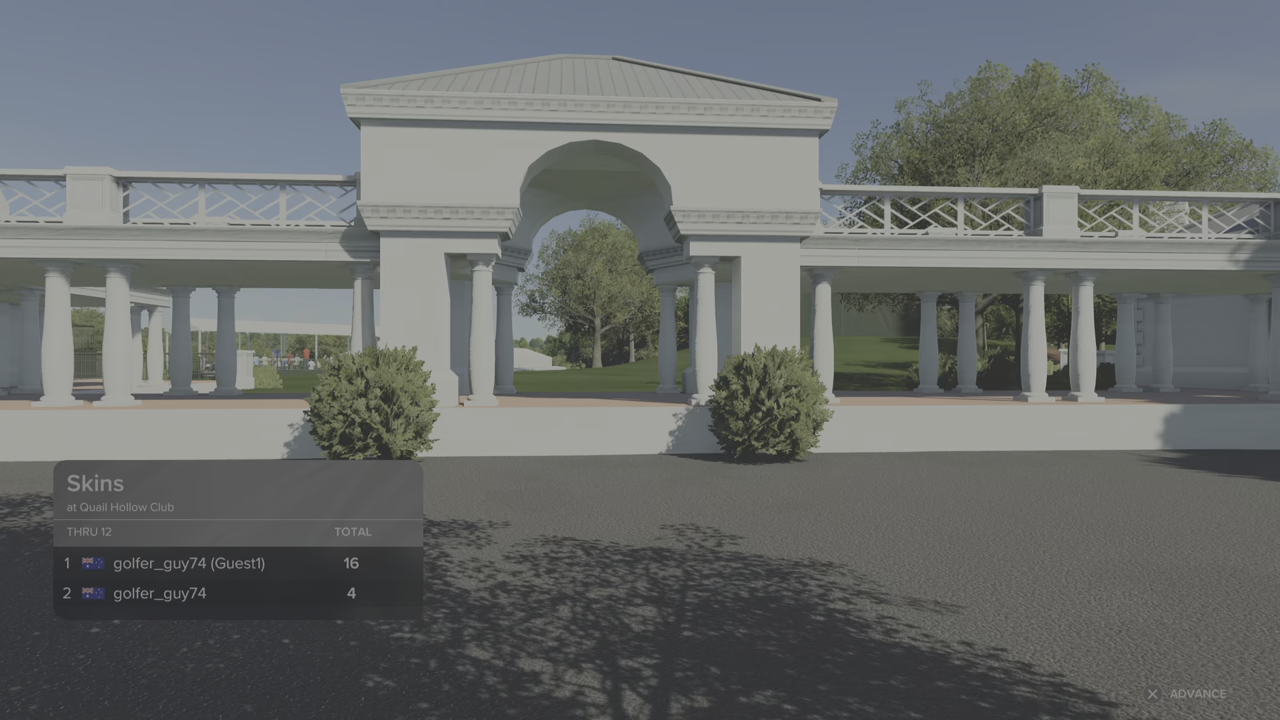 Skins
at Quail Hollow Club
THRU 12 TOTAL
1 golfer_guy74 (Guest1) 16
2 golfer_guy74 4
ADVANCE